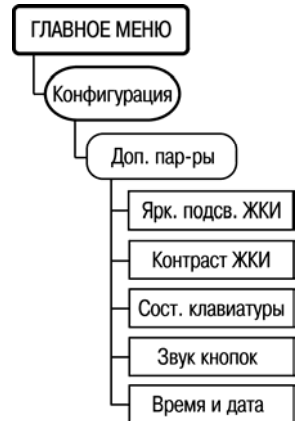 ГЛАВНОЕ МЕНЮ
Конфигурация
Доп. пар-ры
Ярк. подсв. ЖКИ
Контраст ЖКИ
Сост. клавиатуры
Звук кнопок
Время и дата